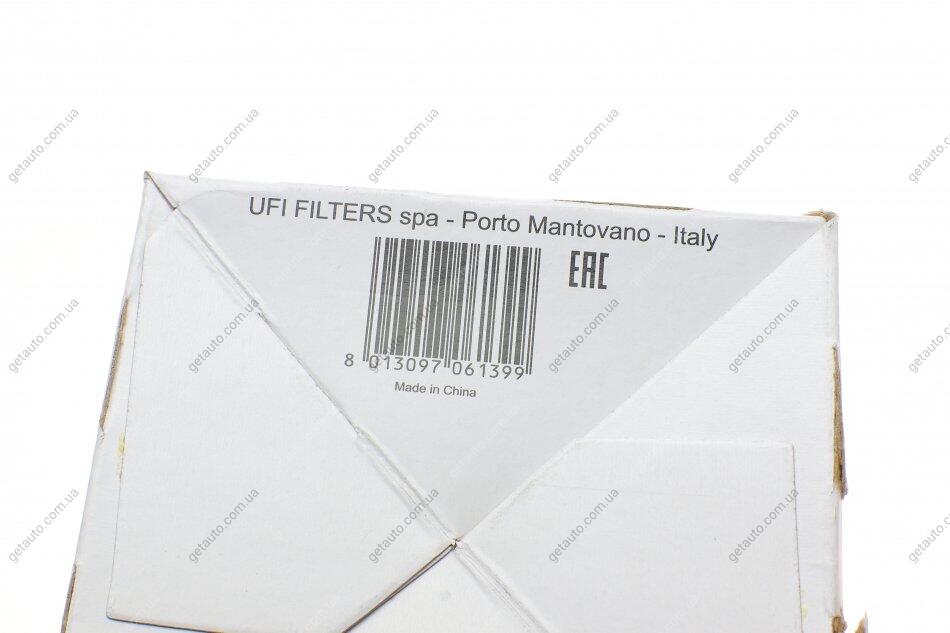 UFI FILTERS spa - Porto Mantovano - Italy
EAC
8 013097 061399
Made in China
getauto.com.ua